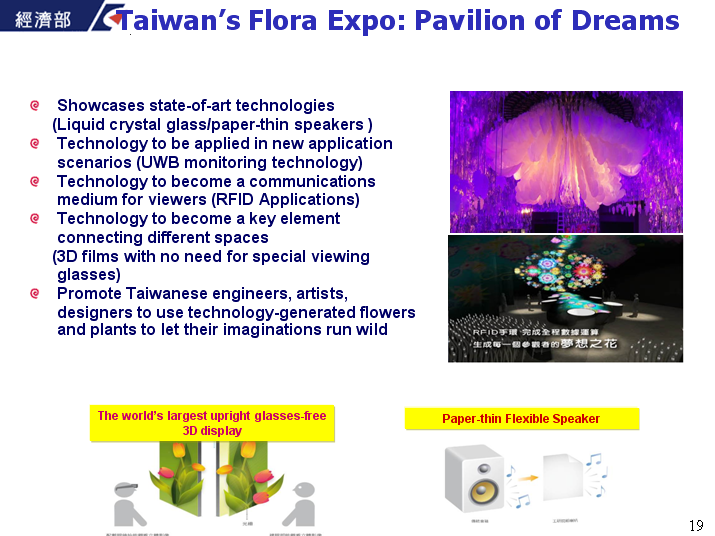 經濟部
Taiwan's Flora Expo: Pavilion of Dreams
Showcases state-of-art technologies
(Liquid crystal glass/paper-thin speakers )
Technology to be applied in new application
scenarios (UWB monitoring technology)
Technology to become a communications
medium for viewers (RFID Applications)
Technology to become a key element
connecting different spaces
(3D films with no need for special viewing
glasses)
Promote Taiwanese engineers, artists,
designers to use technology-generated flowers
and plants to let their imaginations run wild
RFID手環 完成全程數據運算
生成每一個參觀者的夢想之花
The world's largest upright glasses-free
3D display
Paper-thin Flexible Speaker
19